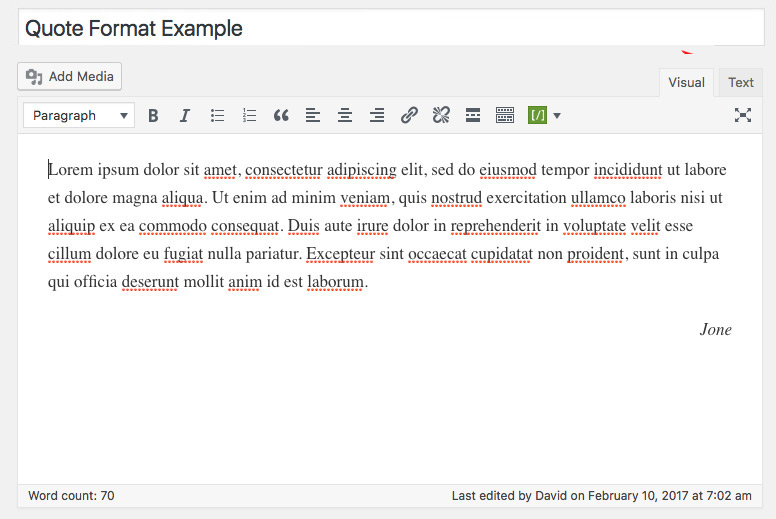 Quote Format Example
Add Media
Visual Text
Paragraph B I [/]
Lorem ipsum dolor sit amet, consectetur adipiscing elit, sed do eiusmod tempor incididunt ut labore
et dolore magna aliqua. Ut enim ad minim veniam, quis nostrud exercitation ullamco laboris nisi ut
aliquip ex ea commodo consequat. Duis aute irure dolor in reprehenderit in voluptate velit esse
cillum dolore eu fugiat nulla pariatur. Excepteur sint occaecat cupidatat non proident, sunt in culpa
qui officia deserunt mollit anim id est laborum.
Jone
Word count: 70 Last edited by David on February 10, 2017 at 7:02 am